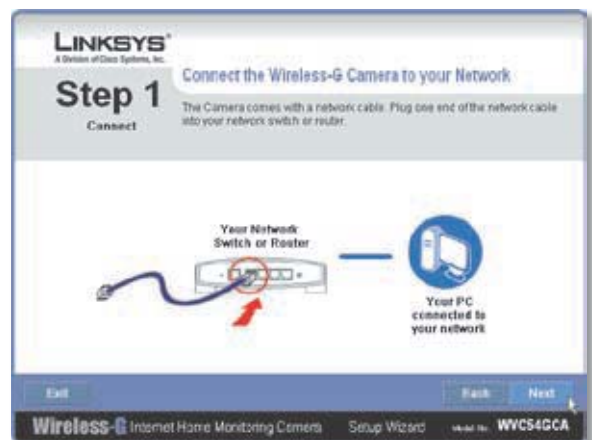 LINKSYS®
A Division of Cisco Systems, Inc.
Step 1
Connect
Connect the Wireless-G Camera to your Network
The Camera comes with a network cable. Plug one end of the network cable
into your network switch or router.
Your Network
Switch or Router
Your PC
connected to
your network
Exit
Back
Next
Wireless-G Internet Home Monitoring Camera
Setup Wizard
Model No.
WVC54GCA